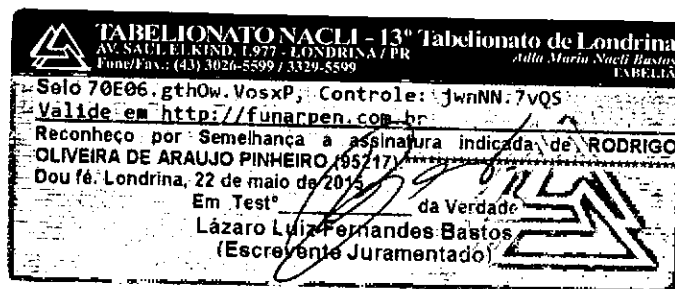 TABELIONATO NACLI - 13º Tabelionato de Londrina
AV. SAUL ELKIND, 1.977 - LONDRINA / PR
Adla Maria Nacli Bastos
Fone/Fax.: (43) 3026-5599 / 3329-5599
TABELIÃ
Selo 70E06.gthOw.VosxP, Controle: jwnNN.7vQS
Valide em http://funarpen.com.br
Reconheço por Semelhança a assinatura indicada de RODRIGO
OLIVEIRA DE ARAUJO PINHEIRO (95217)
Dou fé. Londrina, 22 de maio de 2015
Em Testº ________ da Verdade
Lázaro Luiz Fernandes Bastos
(Escrevente Juramentado)